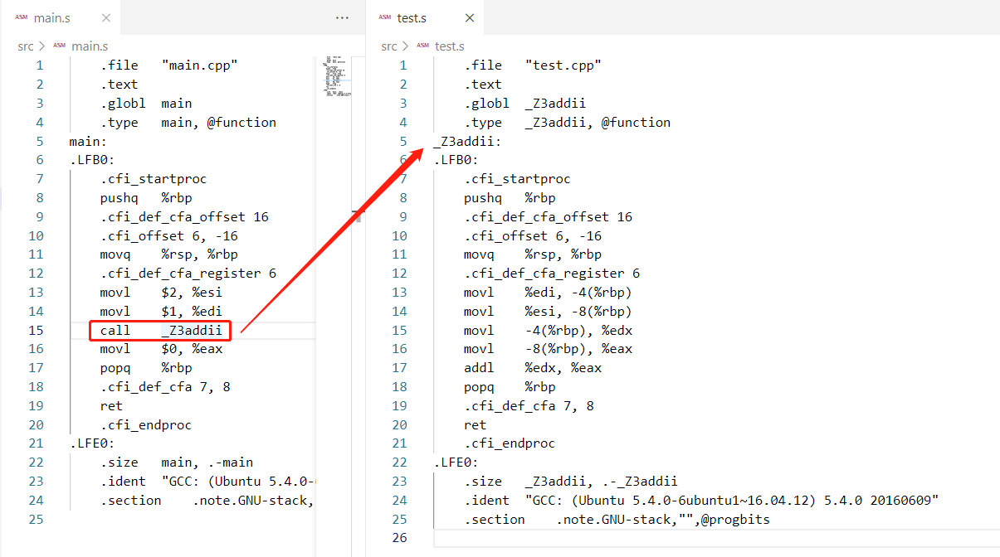 ASM main.s × ···
src > ASM main.s
1 .file "main.cpp"
2 .text
3 .globl main
4 .type main, @function
5 main:
6 .LFB0:
7 .cfi_startproc
8 pushq %rbp
9 .cfi_def_cfa_offset 16
10 .cfi_offset 6, -16
11 movq %rsp, %rbp
12 .cfi_def_cfa_register 6
13 movl $2, %esi
14 movl $1, %edi
15 call _Z3addii
16 movl $0, %eax
17 popq %rbp
18 .cfi_def_cfa 7, 8
19 ret
20 .cfi_endproc
21 .LFE0:
22 .size main, .-main
23 .ident "GCC: (Ubuntu 5.4.0-
24 .section .note.GNU-stack,
25
ASM test.s ×
src > ASM test.s
1 .file "test.cpp"
2 .text
3 .globl _Z3addii
4 .type _Z3addii, @function
5 _Z3addii:
6 .LFB0:
7 .cfi_startproc
8 pushq %rbp
9 .cfi_def_cfa_offset 16
10 .cfi_offset 6, -16
11 movq %rsp, %rbp
12 .cfi_def_cfa_register 6
13 movl %edi, -4(%rbp)
14 movl %esi, -8(%rbp)
15 movl -4(%rbp), %edx
16 movl -8(%rbp), %eax
17 addl %edx, %eax
18 popq %rbp
19 .cfi_def_cfa 7, 8
20 ret
21 .cfi_endproc
22 .LFE0:
23 .size _Z3addii, .-_Z3addii
24 .ident "GCC: (Ubuntu 5.4.0-6ubuntu1~16.04.12) 5.4.0 20160609"
25 .section .note.GNU-stack,"",@progbits
26